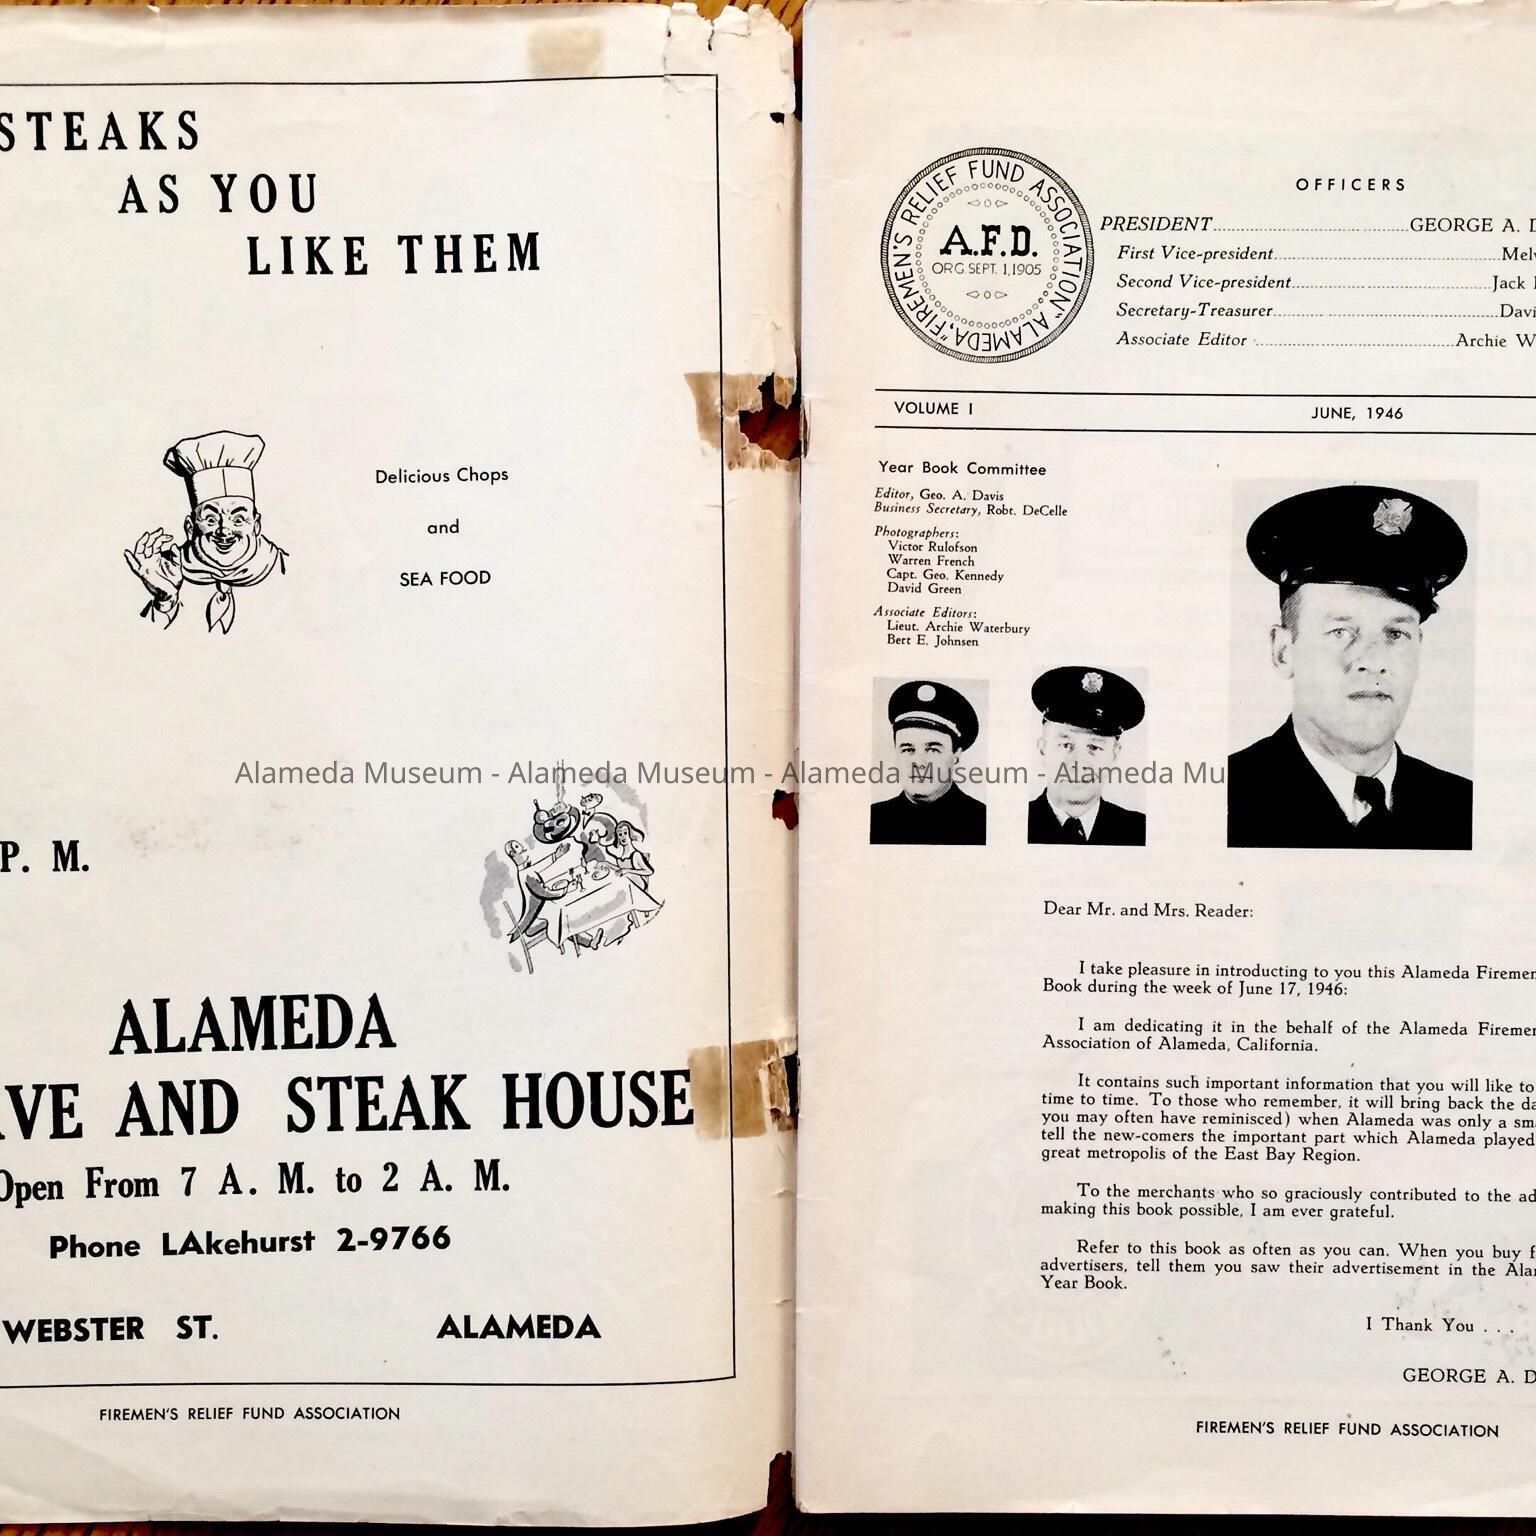 STEAKS
AS YOU
LIKE THEM
Delicious Chops
and
SEA FOOD
P. M.
ALAMEDA
AND STEAK HOUSE
Open From 7 A. M. to 2 A. M.
Phone LAkehurst 2-9766
WEBSTER ST. ALAMEDA
FIREMEN'S RELIEF FUND ASSOCIATION
"FIREMEN'S RELIEF FUND ASSOCIATION" ALAMEDA,
A.F.D.
ORG SEPT. 1, 1905
OFFICERS
PRESIDENT GEORGE A.
First Vice-president
Second Vice-president Jack
Secretary-Treasurer
Associate Editor Archie
VOLUME I JUNE, 1946
Year Book Committee
Editor, Geo. A. Davis
Business Secretary, Robt. DeCelle
Photographers:
Victor Rulofson
Warren French
Capt. Geo. Kennedy
David Green
Associate Editors:
Lieut. Archie Waterbury
Bert E. Johnsen
Alameda Museum - Alameda Museum - Alameda Museum - Alameda Mu
Dear Mr. and Mrs. Reader:
I take pleasure in introducting to you this Alameda
Book during the week of June 17, 1946:
I am dedicating it in the behalf of the Alameda
Association of Alameda, California.
It contains such important information that you will like to
time to time. To those who remember, it will bring back the
you may often have reminisced) when Alameda was only a
tell the new-comers the important part which Alameda played
great metropolis of the East Bay Region.
To the merchants who so graciously contributed to the
making this book possible, I am ever grateful.
Refer to this book as often as you can. When you buy
advertisers, tell them you saw their advertisement in the
Year Book.
I Thank You . . .
GEORGE A.
FIREMEN'S RELIEF FUND ASSOCIATION